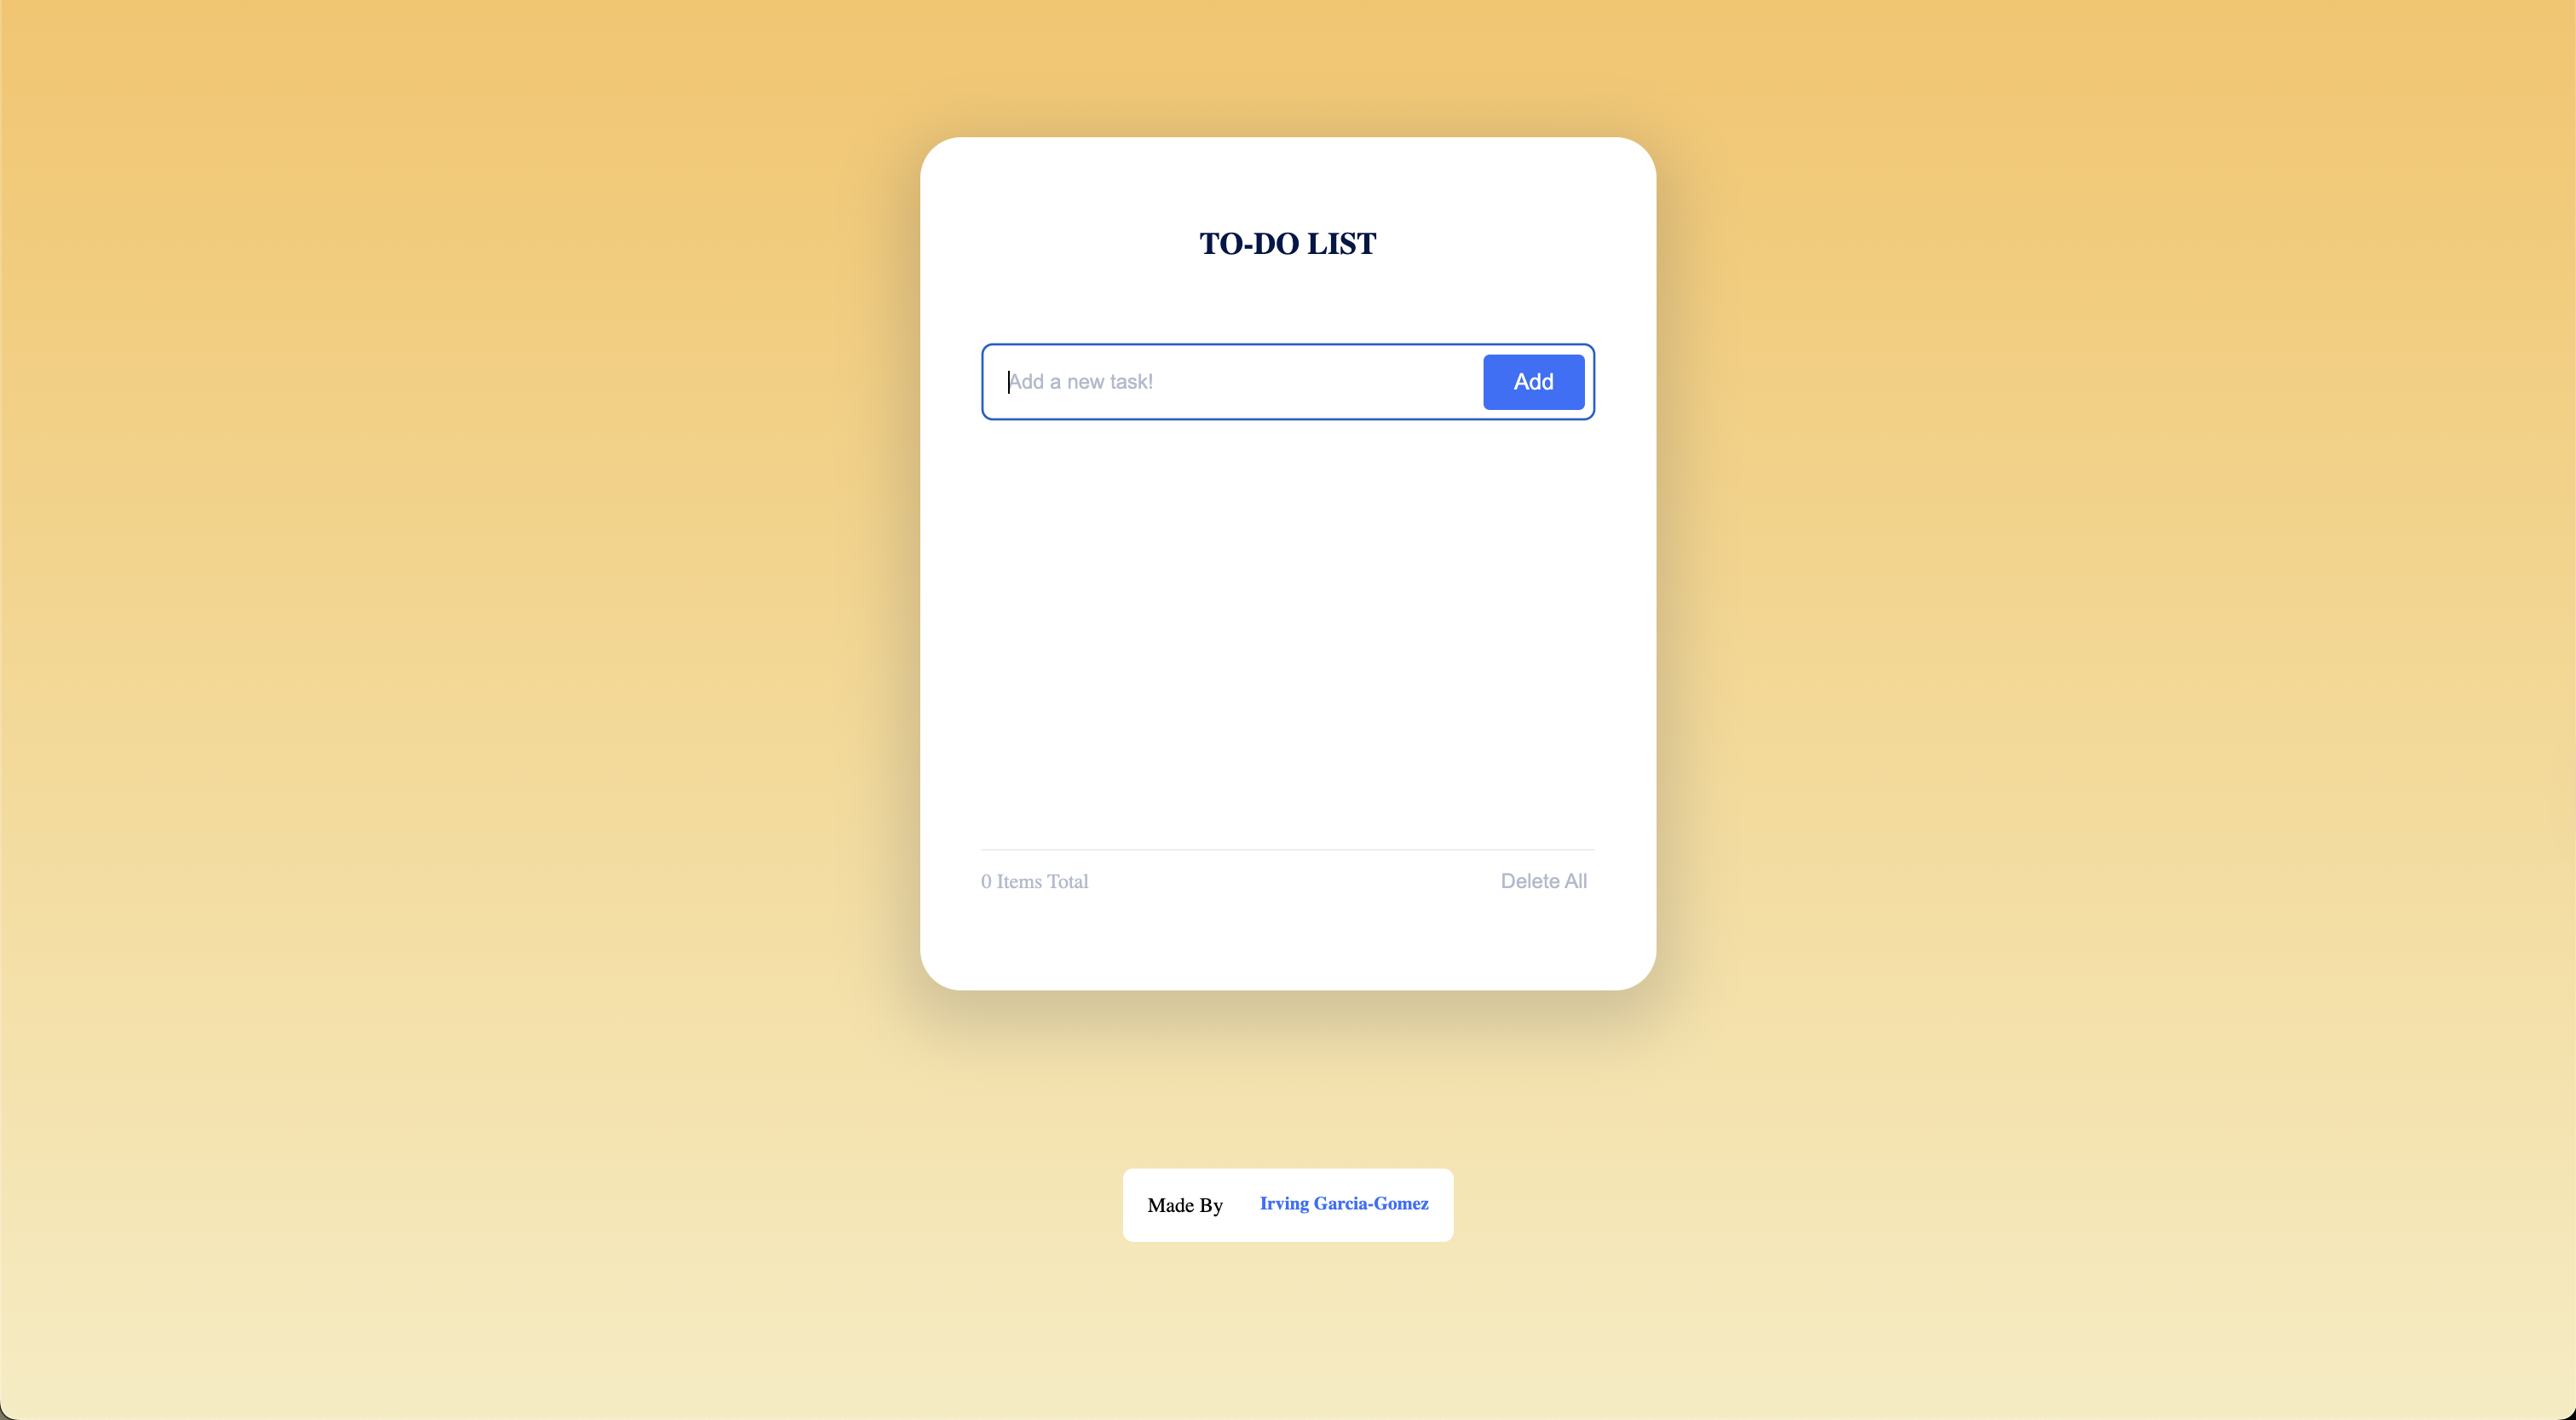 TO-DO LIST
Add a new task!
Add
0 Items Total
Delete All
Made By Irving Garcia-Gomez